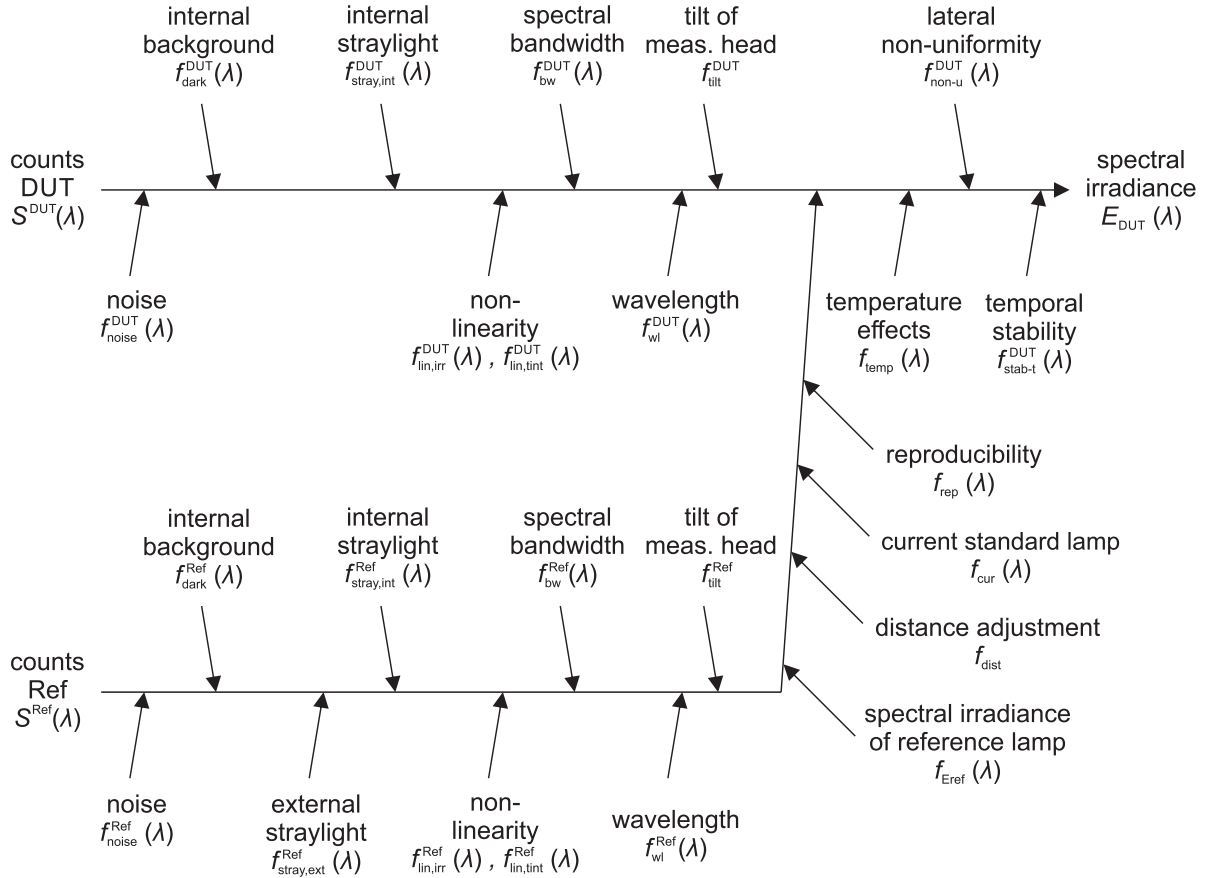 internal
background
f_dark^DUT (λ)
internal
straylight
f_stray,int^DUT (λ)
spectral
bandwidth
f_bw^DUT (λ)
tilt of
meas. head
f_tilt^DUT
lateral
non-uniformity
f_non-u^DUT (λ)
counts
DUT
S^DUT(λ)
spectral
irradiance
E_DUT (λ)
noise
f_noise^DUT (λ)
non-
linearity
f_lin,irr^DUT (λ) , f_lin,tint^DUT (λ)
wavelength
f_wl^DUT (λ)
temperature
effects
f_temp (λ)
temporal
stability
f_stab-t^DUT (λ)
reproducibility
f_rep (λ)
current standard lamp
f_cur (λ)
distance adjustment
f_dist
spectral irradiance
of reference lamp
f_Eref (λ)
internal
background
f_dark^Ref (λ)
internal
straylight
f_stray,int^Ref (λ)
spectral
bandwidth
f_bw^Ref (λ)
tilt of
meas. head
f_tilt^Ref
counts
Ref
S^Ref(λ)
noise
f_noise^Ref (λ)
external
straylight
f_stray,ext^Ref (λ)
non-
linearity
f_lin,irr^Ref (λ) , f_lin,tint^Ref (λ)
wavelength
f_wl^Ref (λ)